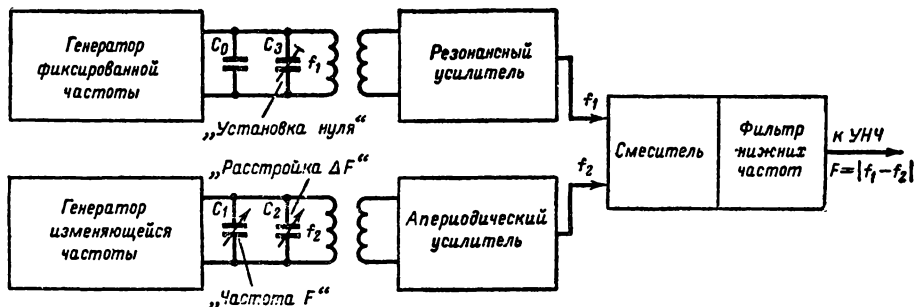 Генератор
фиксированной
частоты
C₀
C₃
f₁
„Установка нуля“
Резонансный
усилитель
f₁
Смеситель
Фильтр
нижних
частот
к УНЧ
F=|f₁-f₂|
„Расстройка ΔF“
Генератор
изменяющейся
частоты
C₁
C₂
f₂
„Частота F“
Апериодический
усилитель
f₂